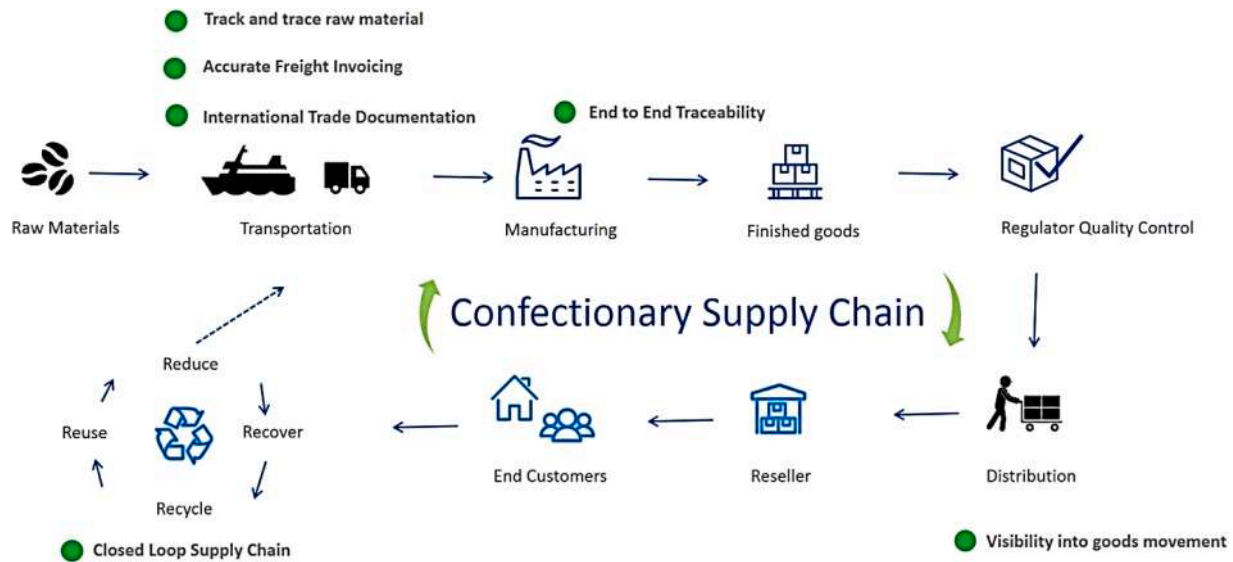 Track and trace raw material
Accurate Freight Invoicing
International Trade Documentation
End to End Traceability
Raw Materials
Transportation
Manufacturing
Finished goods
Regulator Quality Control
Confectionary Supply Chain
Reduce
Reuse
Recover
Recycle
End Customers
Reseller
Distribution
Closed Loop Supply Chain
Visibility into goods movement